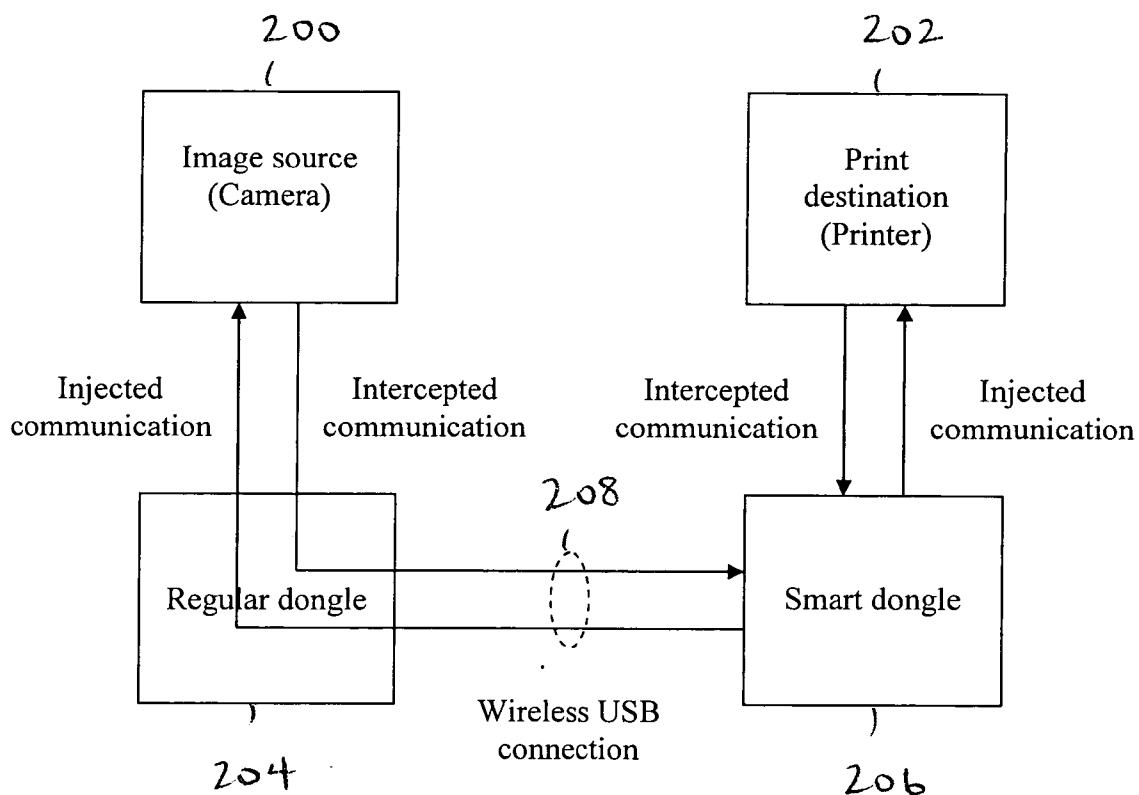 200
202
Image source
(Camera)
Print
destination
(Printer)
Injected
communication
Intercepted
communication
Intercepted
communication
Injected
communication
208
Regular dongle
Smart dongle
Wireless USB
connection
204
206